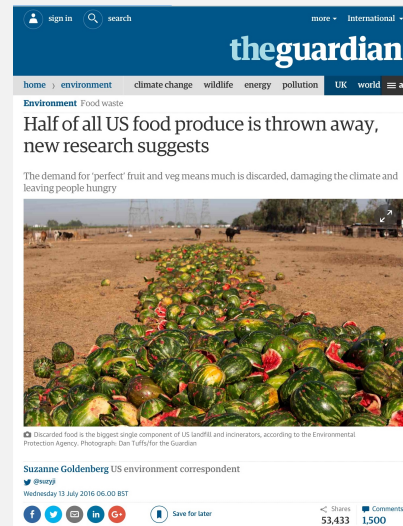 sign in search more International
theguardian
home › environment climate change wildlife energy pollution UK world
Environment Food waste
Half of all US food produce is thrown away,
new research suggests
The demand for 'perfect' fruit and veg means much is discarded, damaging the climate and
leaving people hungry
Discarded food is the biggest single component of US landfill and incinerators, according to the Environmental
Protection Agency. Photograph: Dan Tuffs/for the Guardian
Suzanne Goldenberg US environment correspondent
@suzyji
Wednesday 13 July 2016 06.00 BST
Save for later
Shares Comments
53,433 1,500